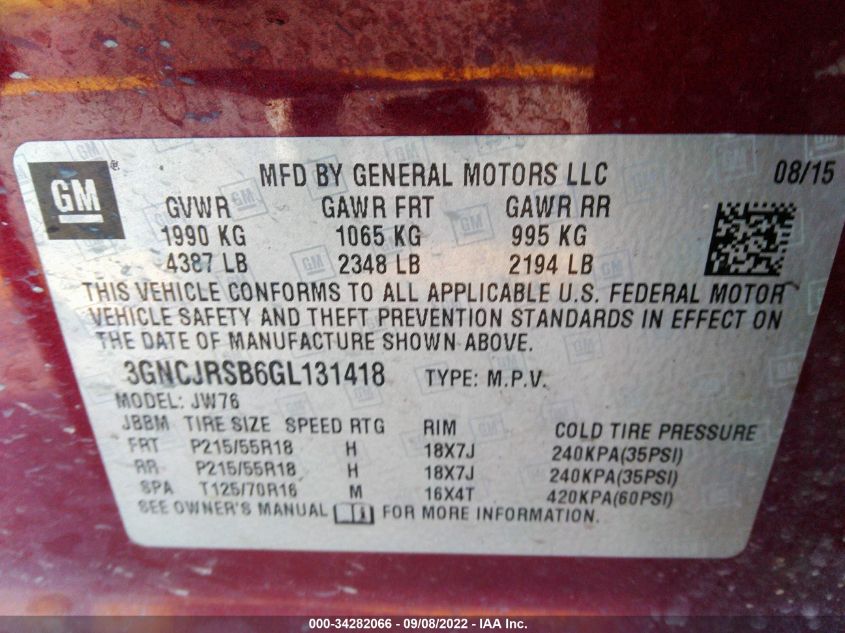 GM ® MFD BY GENERAL MOTORS LLC 08/15
GVWR GAWR FRT GAWR RR
1990 KG 1065 KG 995 KG
4387 LB 2348 LB 2194 LB
THIS VEHICLE CONFORMS TO ALL APPLICABLE U.S. FEDERAL MOTOR
VEHICLE SAFETY AND THEFT PREVENTION STANDARDS IN EFFECT ON
THE DATE OF MANUFACTURE SHOWN ABOVE.
3GNCJRSB6GL131418 TYPE: M.P.V.
MODEL: JW76
JBBM TIRE SIZE SPEED RTG RIM COLD TIRE PRESSURE
FRT P215/55R18 H 18X7J 240KPA(35PSI)
RR P215/55R18 H 18X7J 240KPA(35PSI)
SPA T125/70R16 M 16X4T 420KPA(60PSI)
SEE OWNER'S MANUAL FOR MORE INFORMATION.
000-34282066 - 09/08/2022 - IAA Inc.